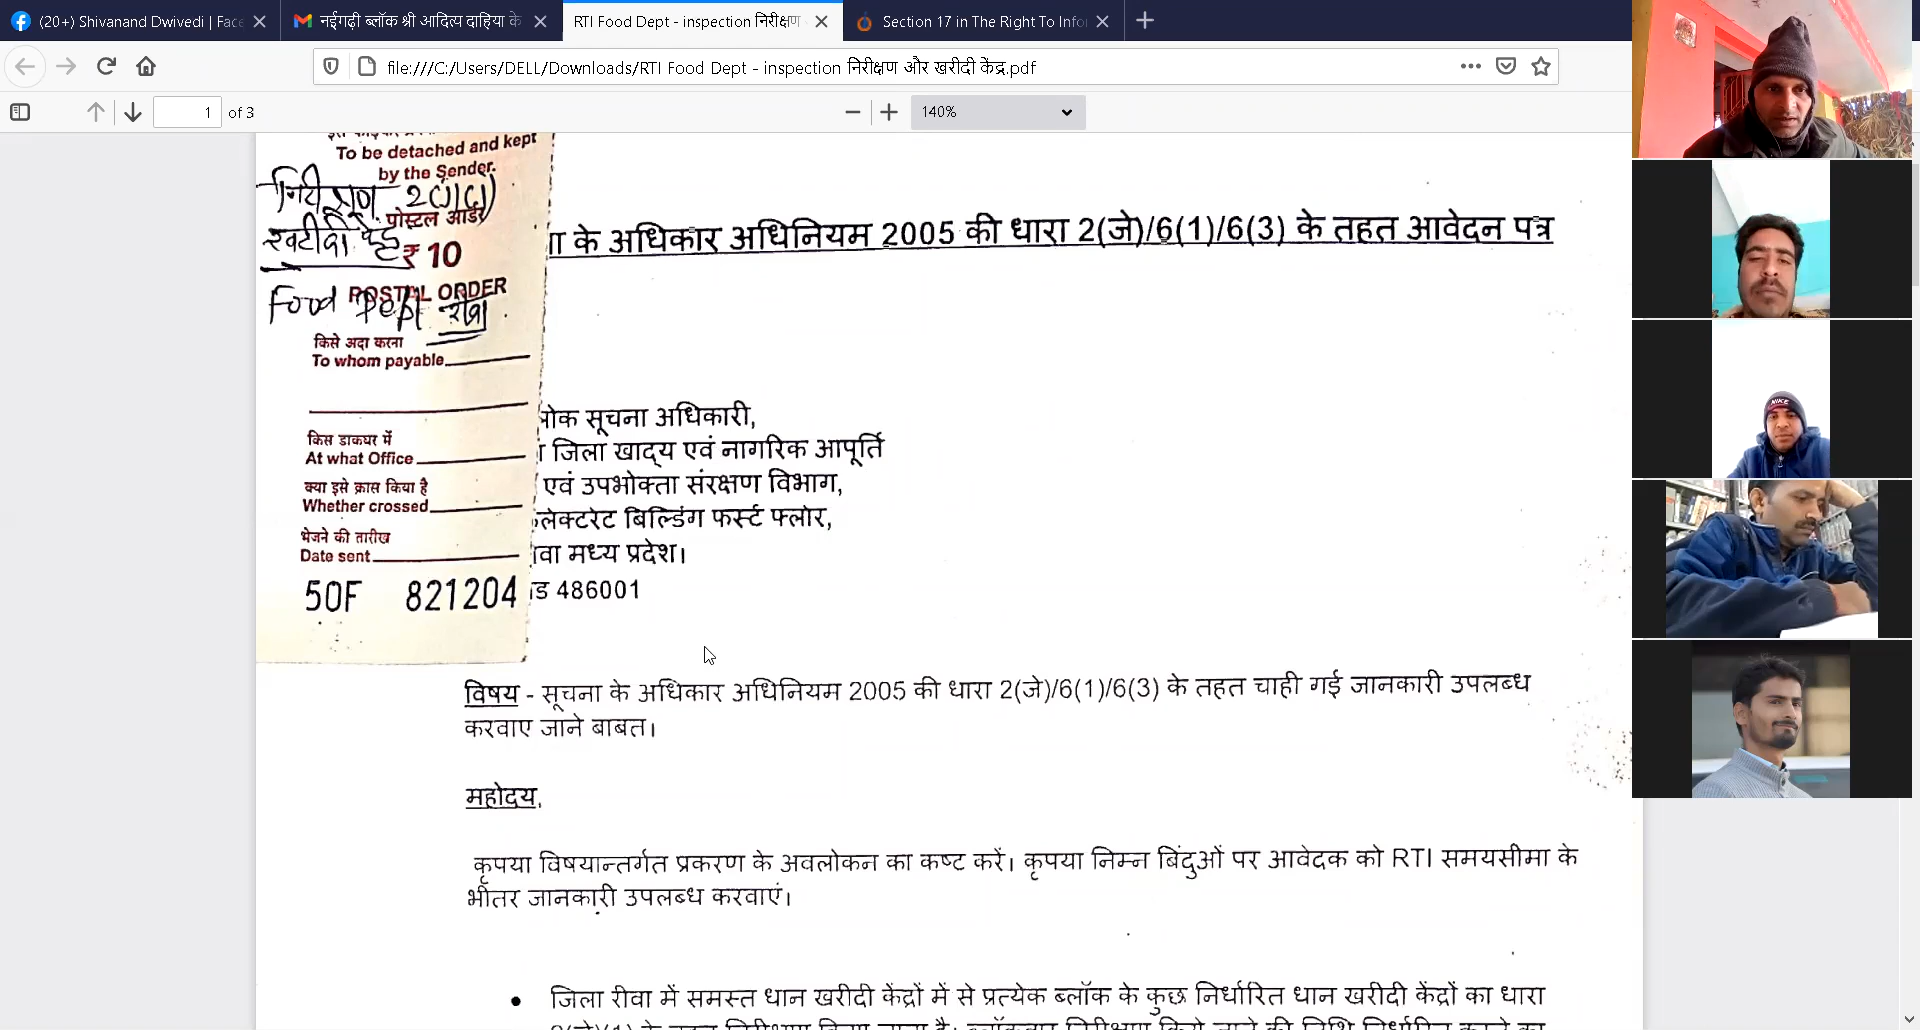 (20+) Shivanand Dwivedi | Face
नईगढ़ी ब्लॉक श्री आदित्य दाहिया के
RTI Food Dept - inspection निरीक्षण
Section 17 in The Right To Infor
file:///C:/Users/DELL/Downloads/RTI Food Dept - inspection निरीक्षण और खरीदी केंद्र.pdf
1 of 3
140%
To be detached and kept
by the Sender.
निरीक्षण 2(J)(1)
पोस्टल आर्डर
खरीदी केंद्र
₹ 10
POSTAL ORDER
Food Dept रीवा
किसे अदा करना
To whom payable
किस डाकघर में
At what Office
क्या इसे क्रास किया है
Whether crossed
भेजने की तारीख
Date sent
50F 821204
के अधिकार अधिनियम 2005 की धारा 2(जे)/6(1)/6(3) के तहत आवेदन पत्र
सूचना अधिकारी,
जिला खाद्य एवं नागरिक आपूर्ति
एवं उपभोक्ता संरक्षण विभाग,
बिल्डिंग फर्स्ट फ्लोर,
मध्य प्रदेश।
486001
विषय - सूचना के अधिकार अधिनियम 2005 की धारा 2(जे)/6(1)/6(3) के तहत चाही गई जानकारी उपलब्ध
करवाए जाने बाबत।
महोदय,
कृपया विषयान्तर्गत प्रकरण के अवलोकन का कष्ट करें। कृपया निम्न बिंदुओं पर आवेदक को RTI समयसीमा के
भीतर जानकारी उपलब्ध करवाएं।
• जिला रीवा में समस्त धान खरीदी केंद्रों में से प्रत्येक ब्लॉक के कुछ निर्धारित धान खरीदी केंद्रों का धारा
NIKE